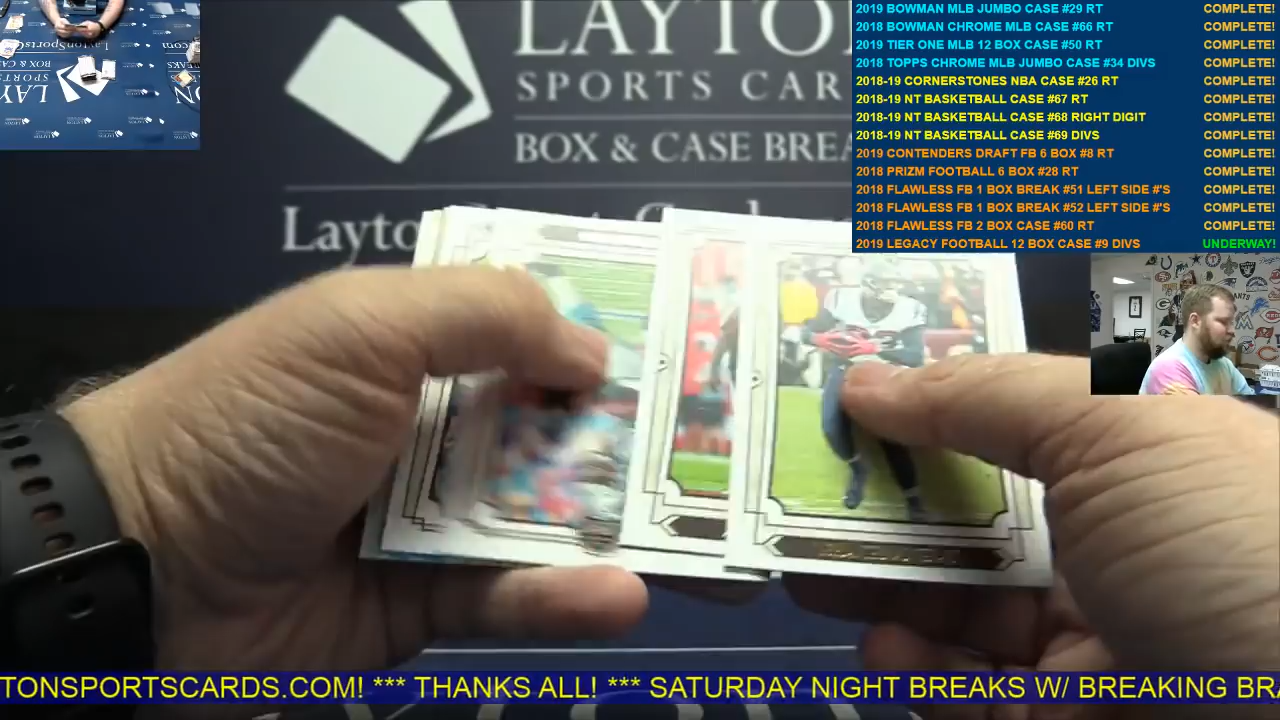 2019 BOWMAN MLB JUMBO CASE #29 RT COMPLETE!
2018 BOWMAN CHROME MLB CASE #66 RT COMPLETE!
2019 TIER ONE MLB 12 BOX CASE #50 RT COMPLETE!
2018 TOPPS CHROME MLB JUMBO CASE #34 DIVS COMPLETE!
2018-19 CORNERSTONES NBA CASE #26 RT COMPLETE!
2018-19 NT BASKETBALL CASE #67 RT COMPLETE!
2018-19 NT BASKETBALL CASE #68 RIGHT DIGIT COMPLETE!
2018-19 NT BASKETBALL CASE #69 DIVS COMPLETE!
2019 CONTENDERS DRAFT FB 6 BOX #8 RT COMPLETE!
2018 PRIZM FOOTBALL 6 BOX #28 RT COMPLETE!
2018 FLAWLESS FB 1 BOX BREAK #51 LEFT SIDE #'S COMPLETE!
2018 FLAWLESS FB 1 BOX BREAK #52 LEFT SIDE #'S COMPLETE!
2018 FLAWLESS FB 2 BOX CASE #60 RT COMPLETE!
2019 LEGACY FOOTBALL 12 BOX CASE #9 DIVS UNDERWAY!
LAYTO
SPORTS CAR
BOX & CASE BREA
Layto
TONSPORTSCARDS.COM! *** THANKS ALL! *** SATURDAY NIGHT BREAKS W/ BREAKING BRA